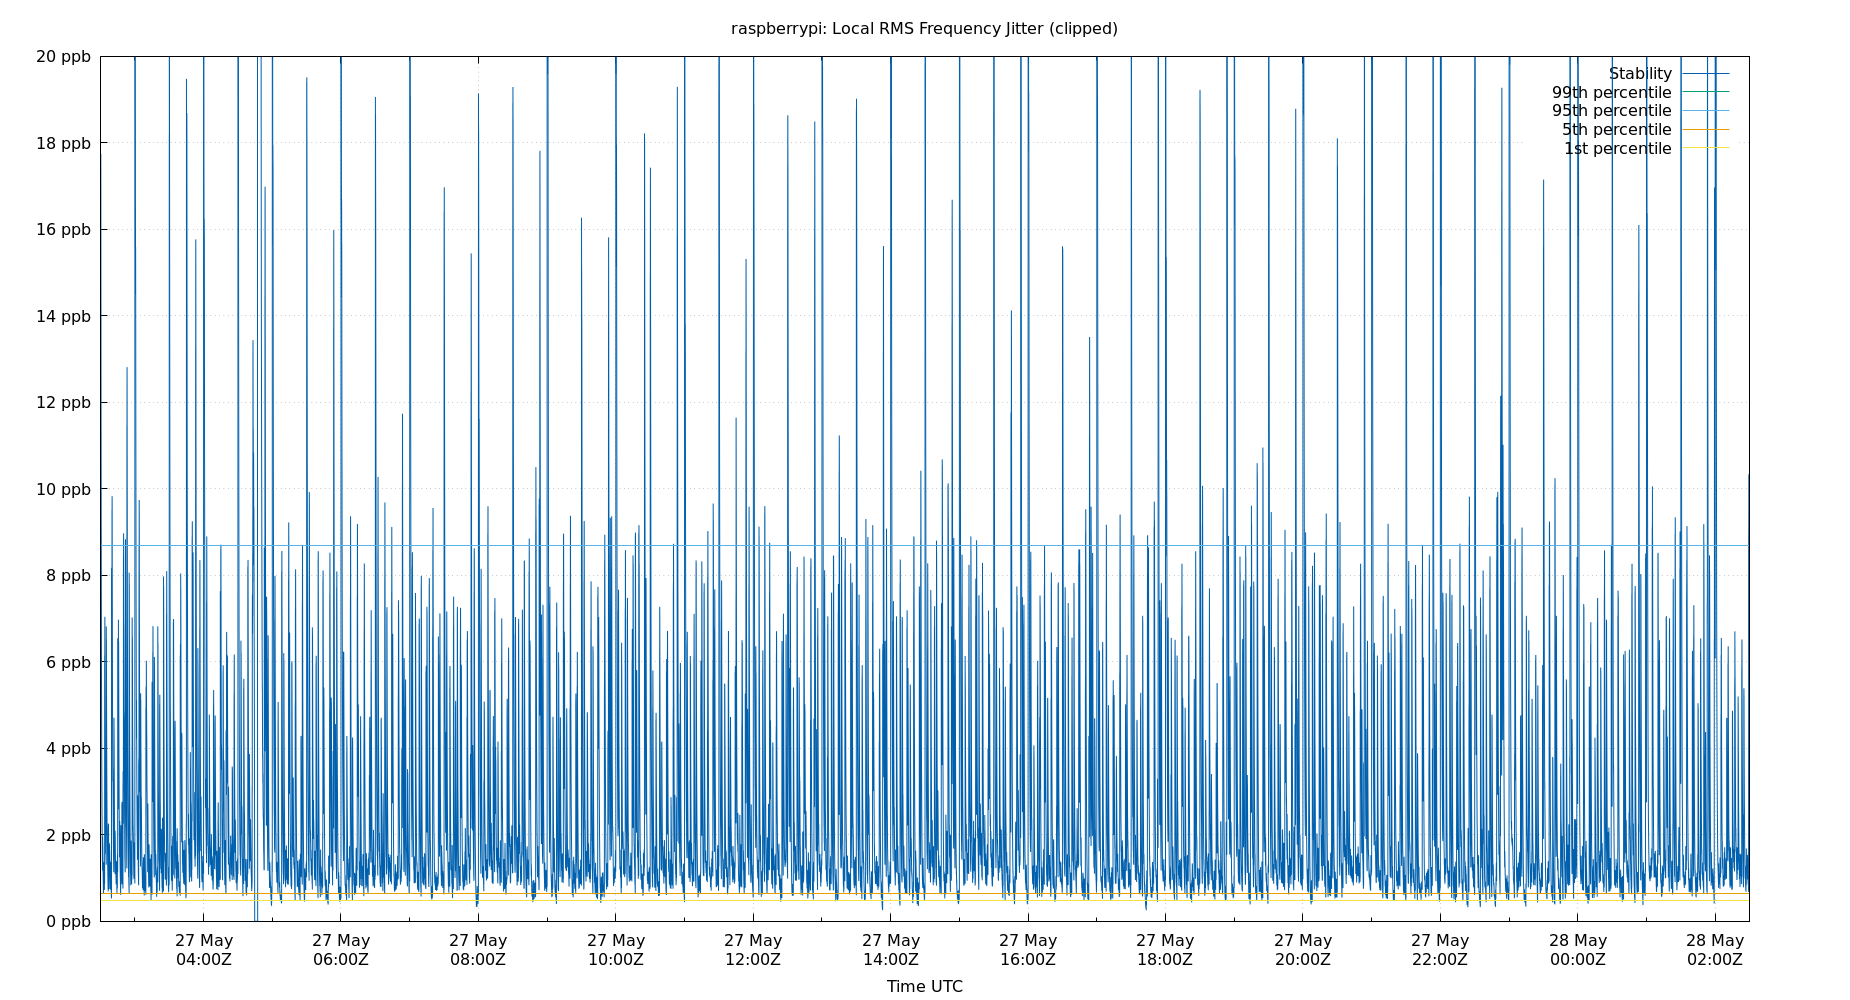 raspberrypi: Local RMS Frequency Jitter (clipped)
20 ppb
18 ppb
16 ppb
14 ppb
12 ppb
10 ppb
8 ppb
6 ppb
4 ppb
2 ppb
0 ppb
Stability
99th percentile
95th percentile
5th percentile
1st percentile
27 May 27 May 27 May 27 May 27 May 27 May 27 May 27 May 27 May 27 May 28 May 28 May
04:00Z 06:00Z 08:00Z 10:00Z 12:00Z 14:00Z 16:00Z 18:00Z 20:00Z 22:00Z 00:00Z 02:00Z
Time UTC